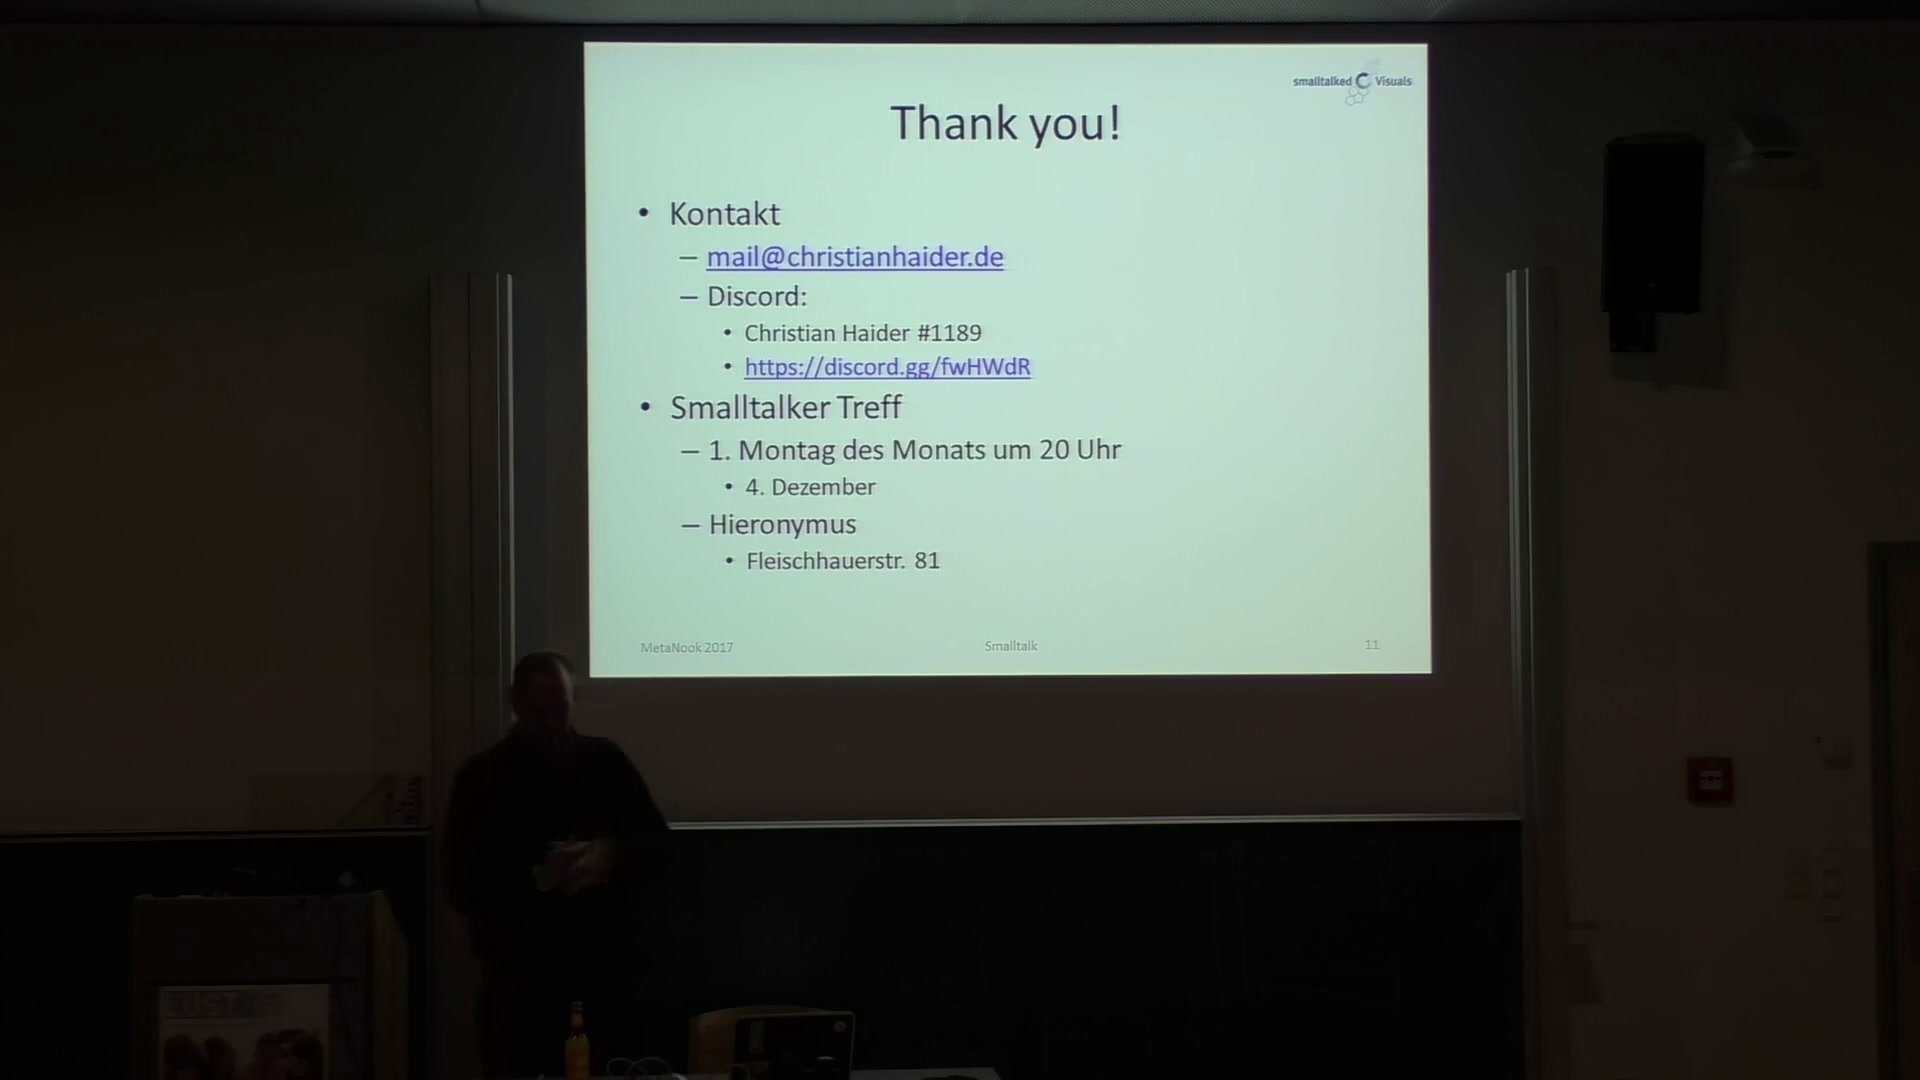 smalltalked Visuals
Thank you!
• Kontakt
– mail@christianhaider.de
– Discord:
• Christian Haider #1189
• https://discord.gg/fwHWdR
• Smalltalker Treff
– 1. Montag des Monats um 20 Uhr
• 4. Dezember
– Hieronymus
• Fleischhauerstr. 81
MetaNook 2017
Smalltalk
11